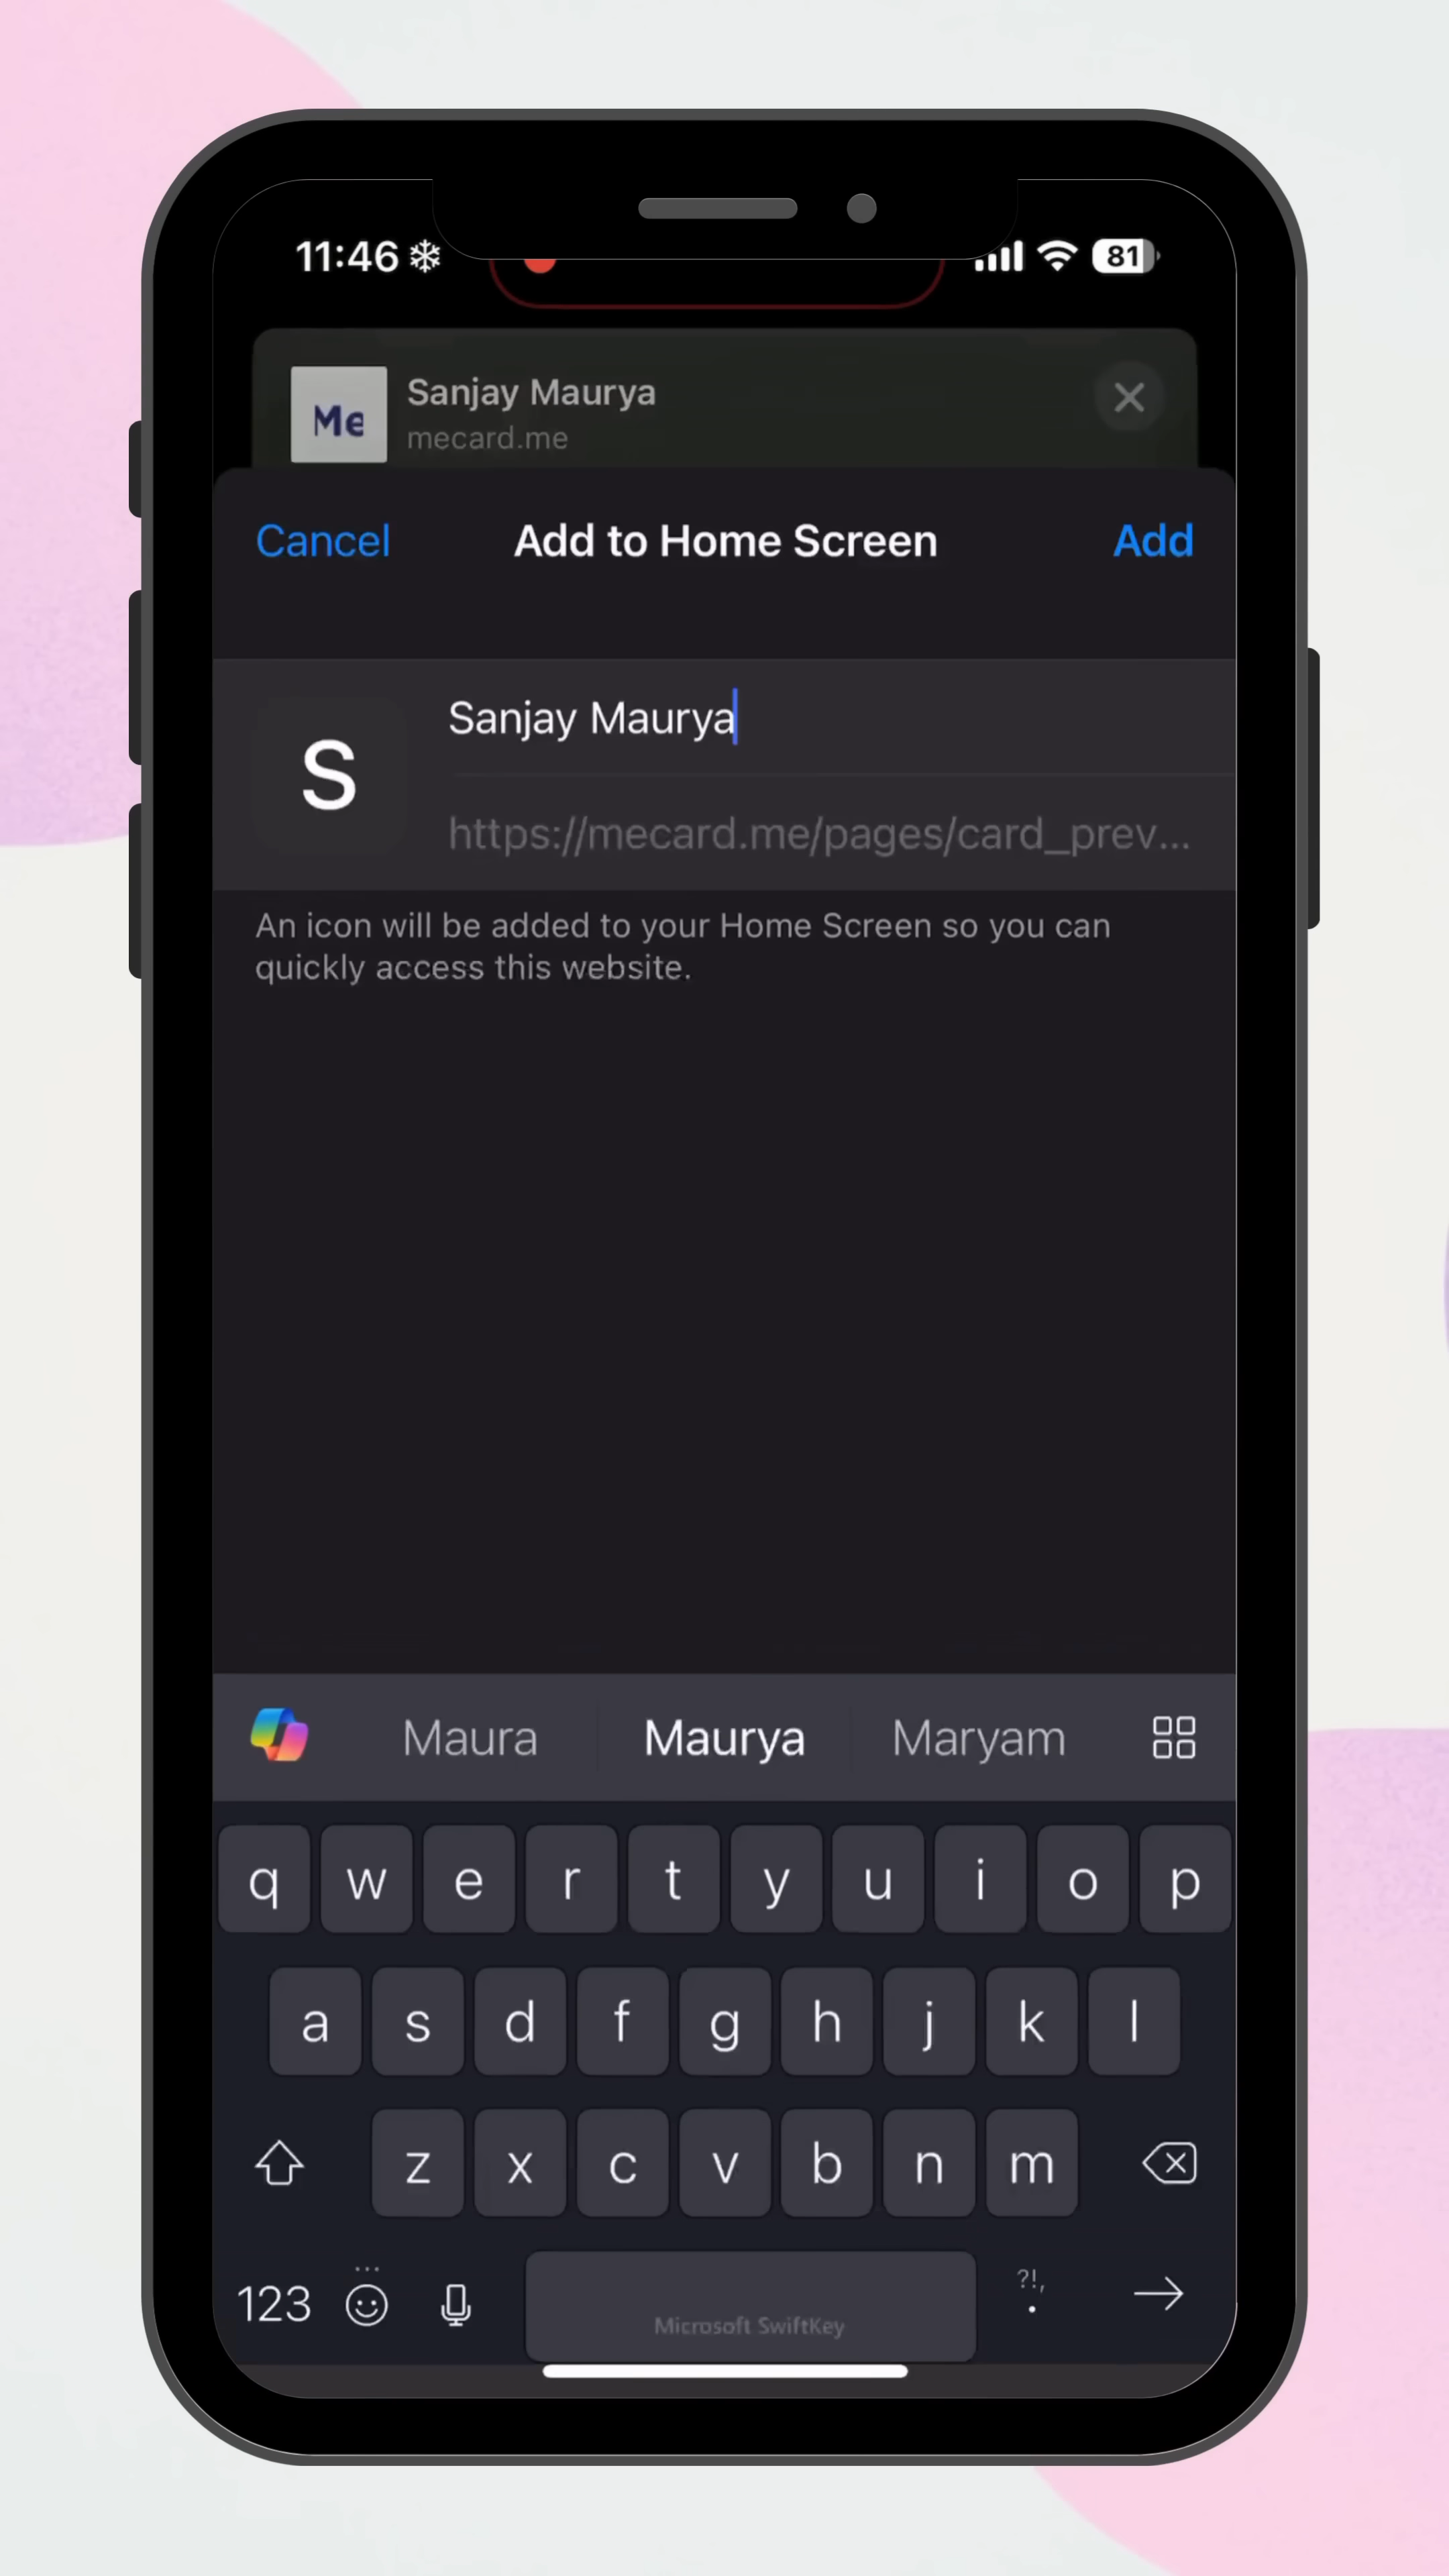 11:46
81
Me
Sanjay Maurya
mecard.me
Cancel
Add to Home Screen
Add
S
Sanjay Maurya
https://mecard.me/pages/card_prev...
An icon will be added to your Home Screen so you can
quickly access this website.
Maura
Maurya
Maryam
q w e r t y u i o p
a s d f g h j k l
z x c v b n m
123
?!,
.
Microsoft SwiftKey